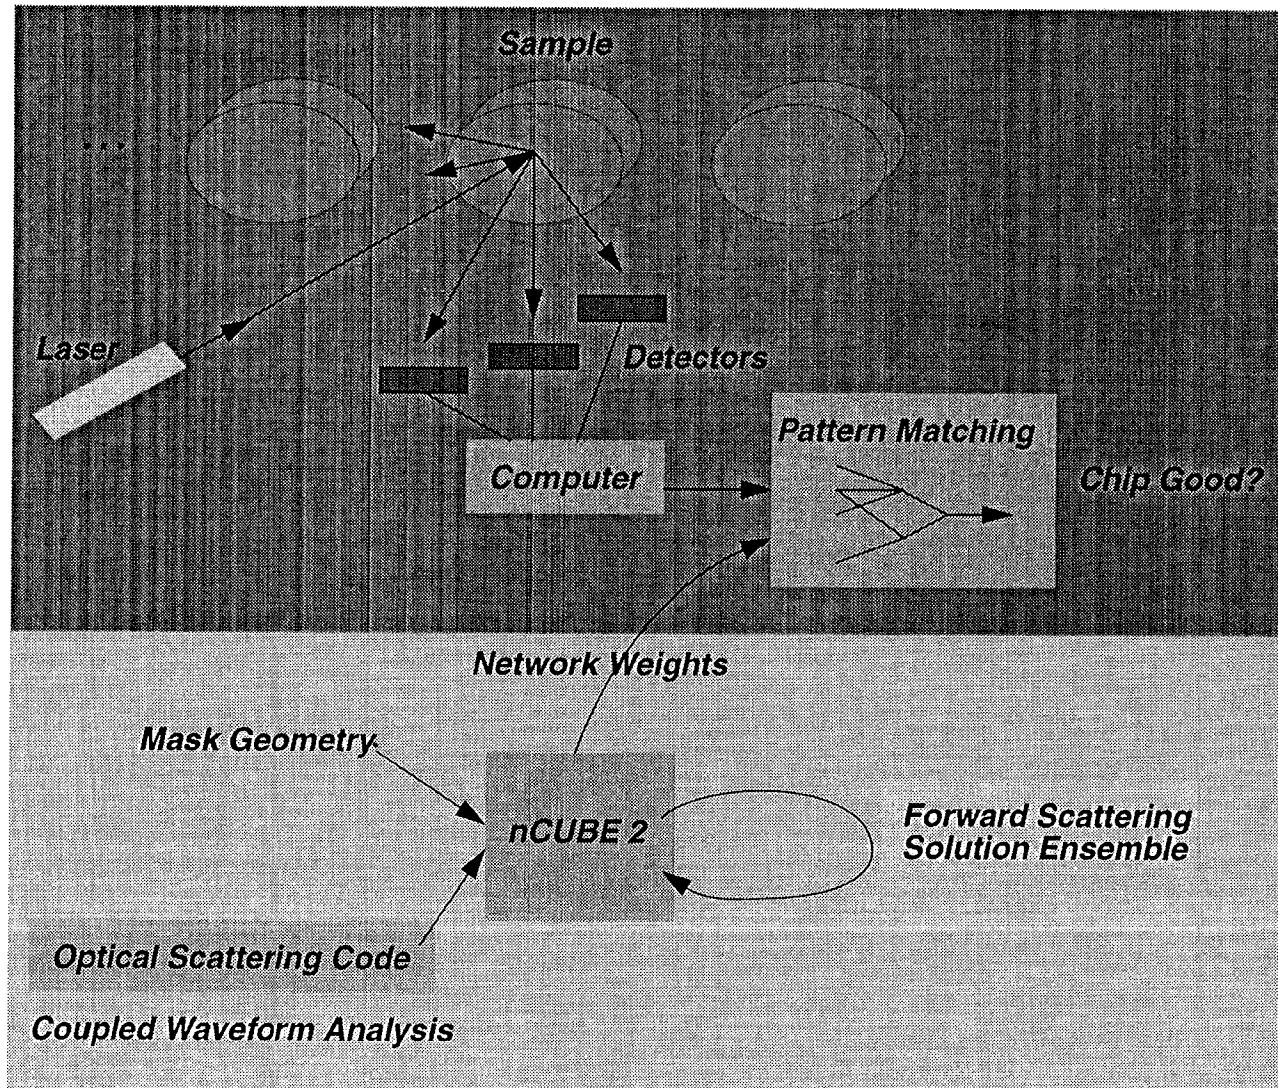 Sample
...
Laser
Detectors
Pattern Matching
Computer
Chip Good?
Network Weights
Mask Geometry
nCUBE 2
Forward Scattering
Solution Ensemble
Optical Scattering Code
Coupled Waveform Analysis